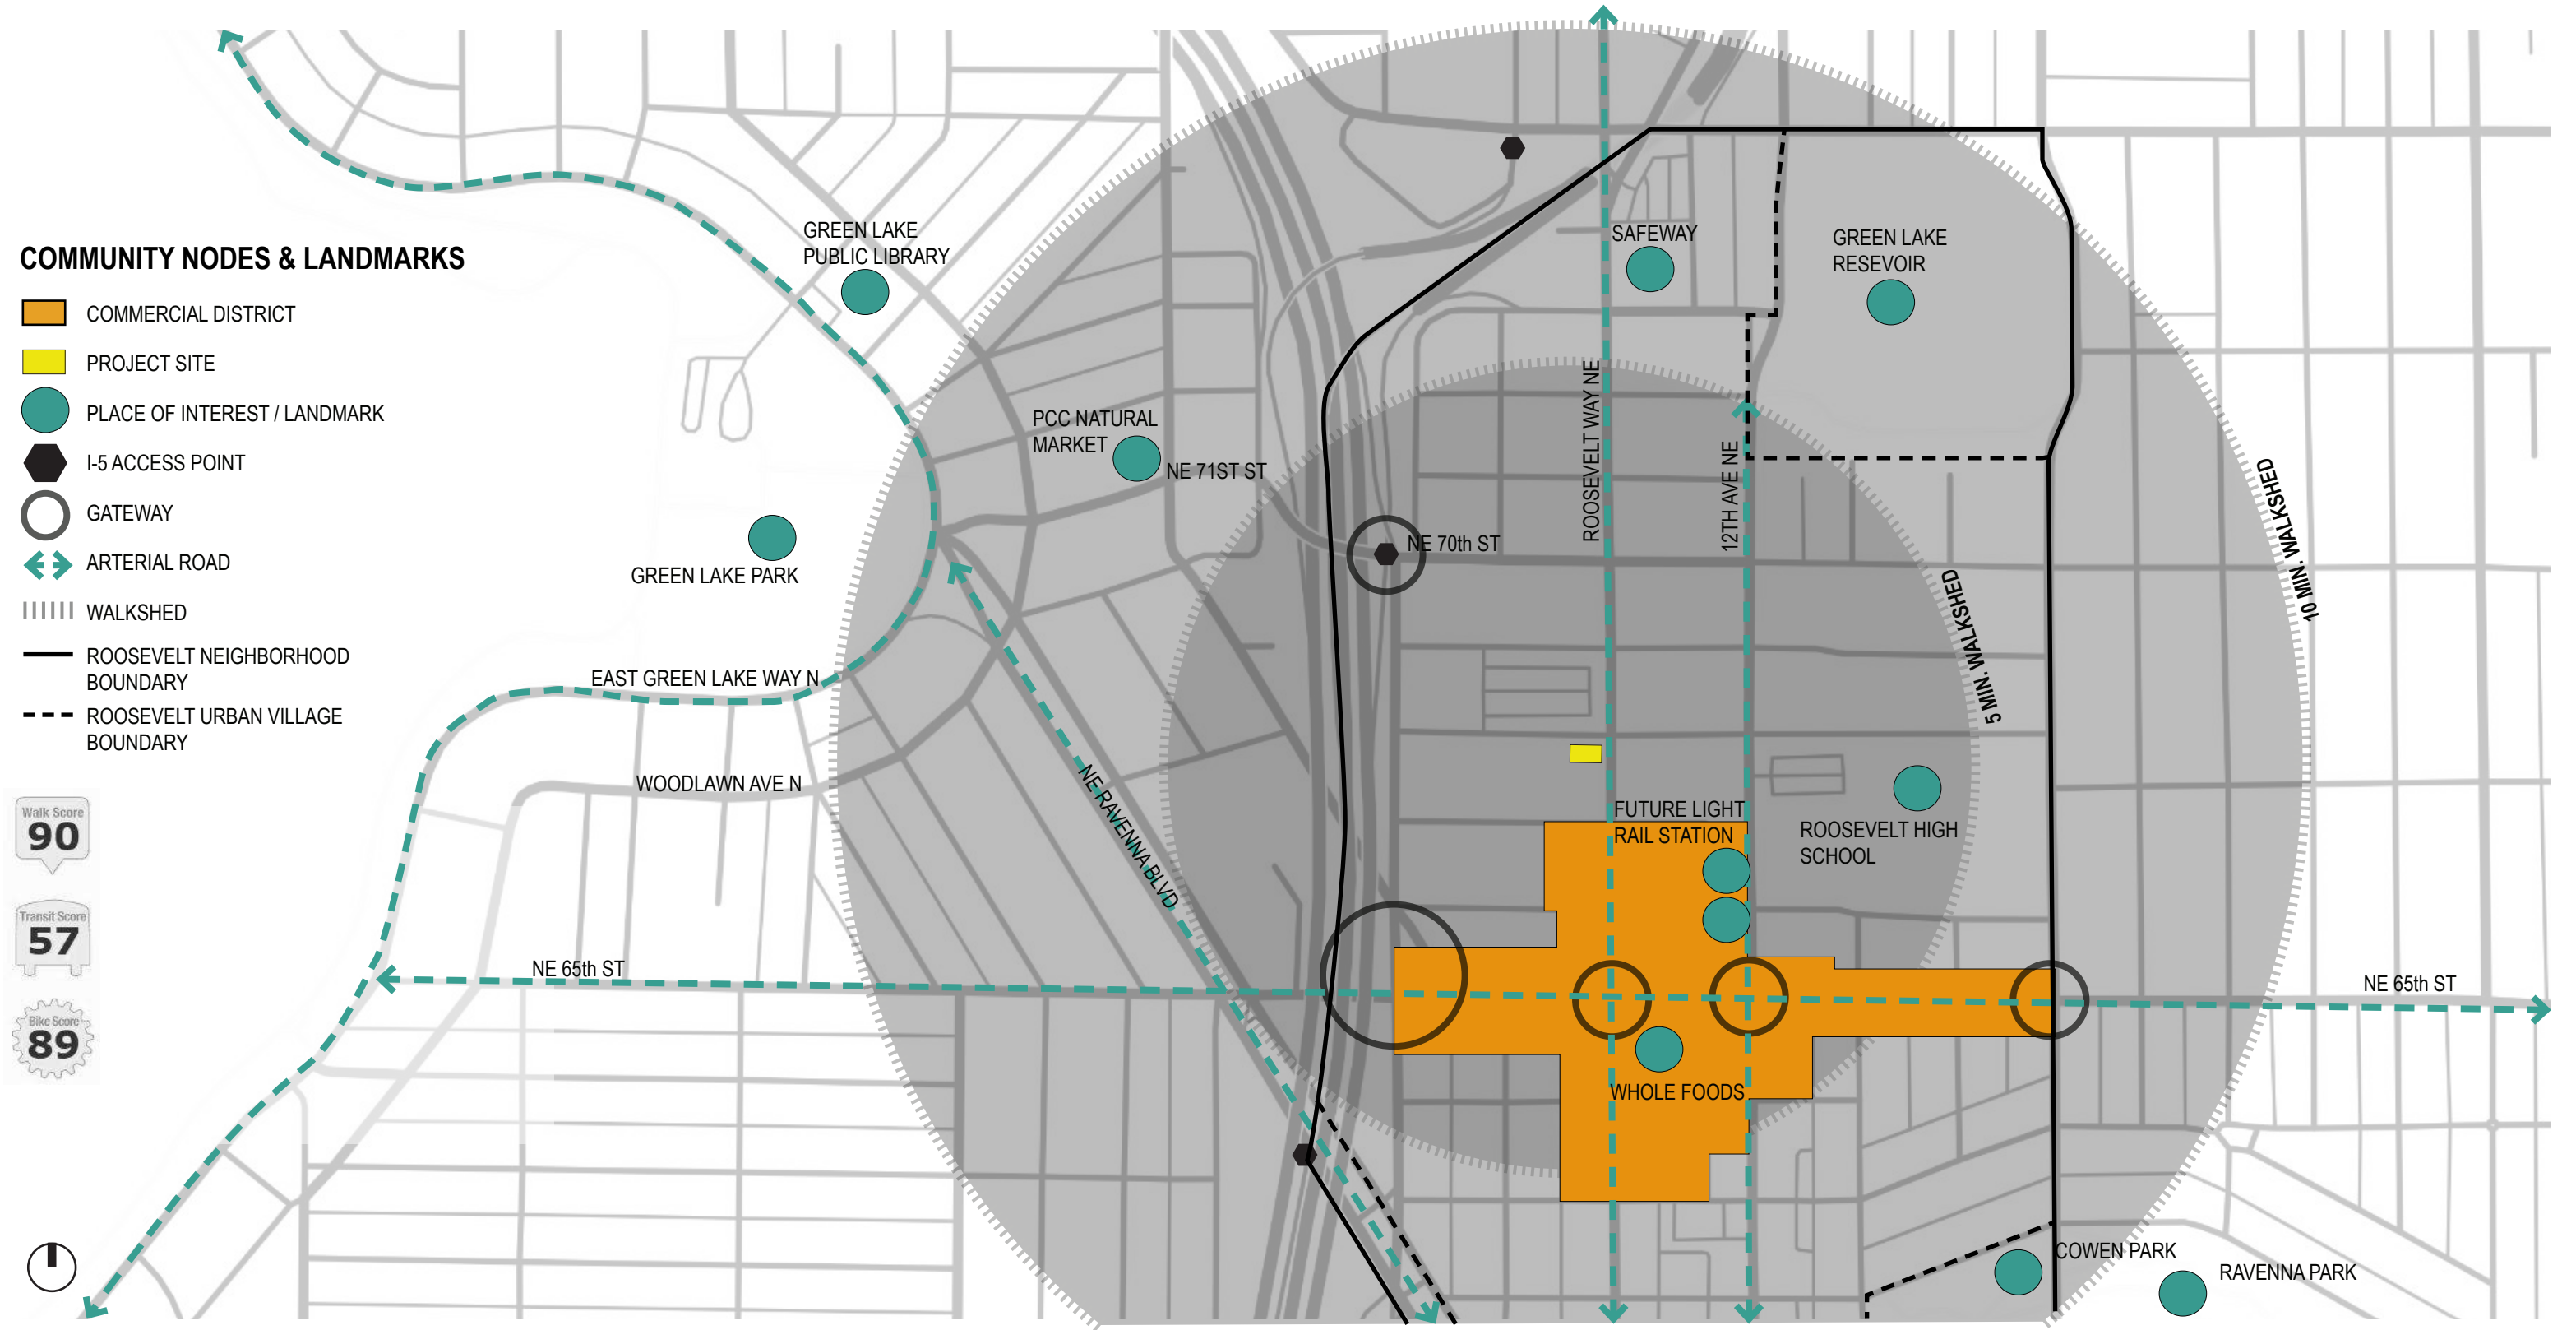 COMMUNITY NODES & LANDMARKS
COMMERCIAL DISTRICT
PROJECT SITE
PLACE OF INTEREST / LANDMARK
I-5 ACCESS POINT
GATEWAY
ARTERIAL ROAD
WALKSHED
ROOSEVELT NEIGHBORHOOD
BOUNDARY
ROOSEVELT URBAN VILLAGE
BOUNDARY
Walk Score
90
Transit Score
57
Bike Score
89
GREEN LAKE
PUBLIC LIBRARY
GREEN LAKE PARK
EAST GREEN LAKE WAY N
WOODLAWN AVE N
NE 65th ST
PCC NATURAL
MARKET
NE 71ST ST
NE RAVENNA BLVD
NE 70th ST
SAFEWAY
ROOSEVELT WAY NE
12TH AVE NE
GREEN LAKE
RESEVOIR
5 MIN. WALKSHED
10 MIN. WALKSHED
FUTURE LIGHT
RAIL STATION
ROOSEVELT HIGH
SCHOOL
WHOLE FOODS
NE 65th ST
COWEN PARK
RAVENNA PARK